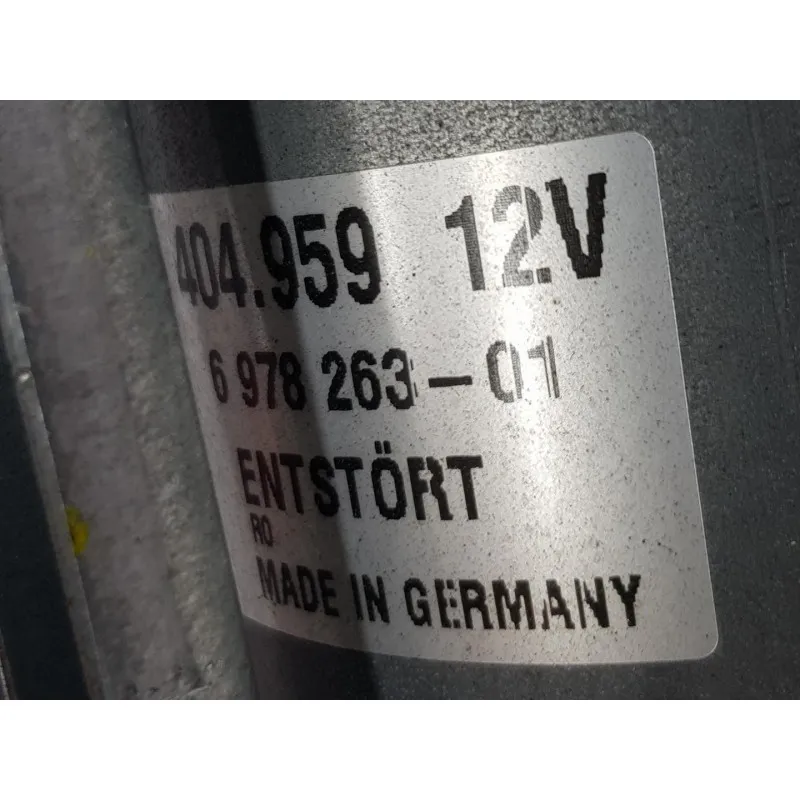 404.959 12V
6 978 263-01
ENTSTÖRT
RO
MADE IN GERMANY